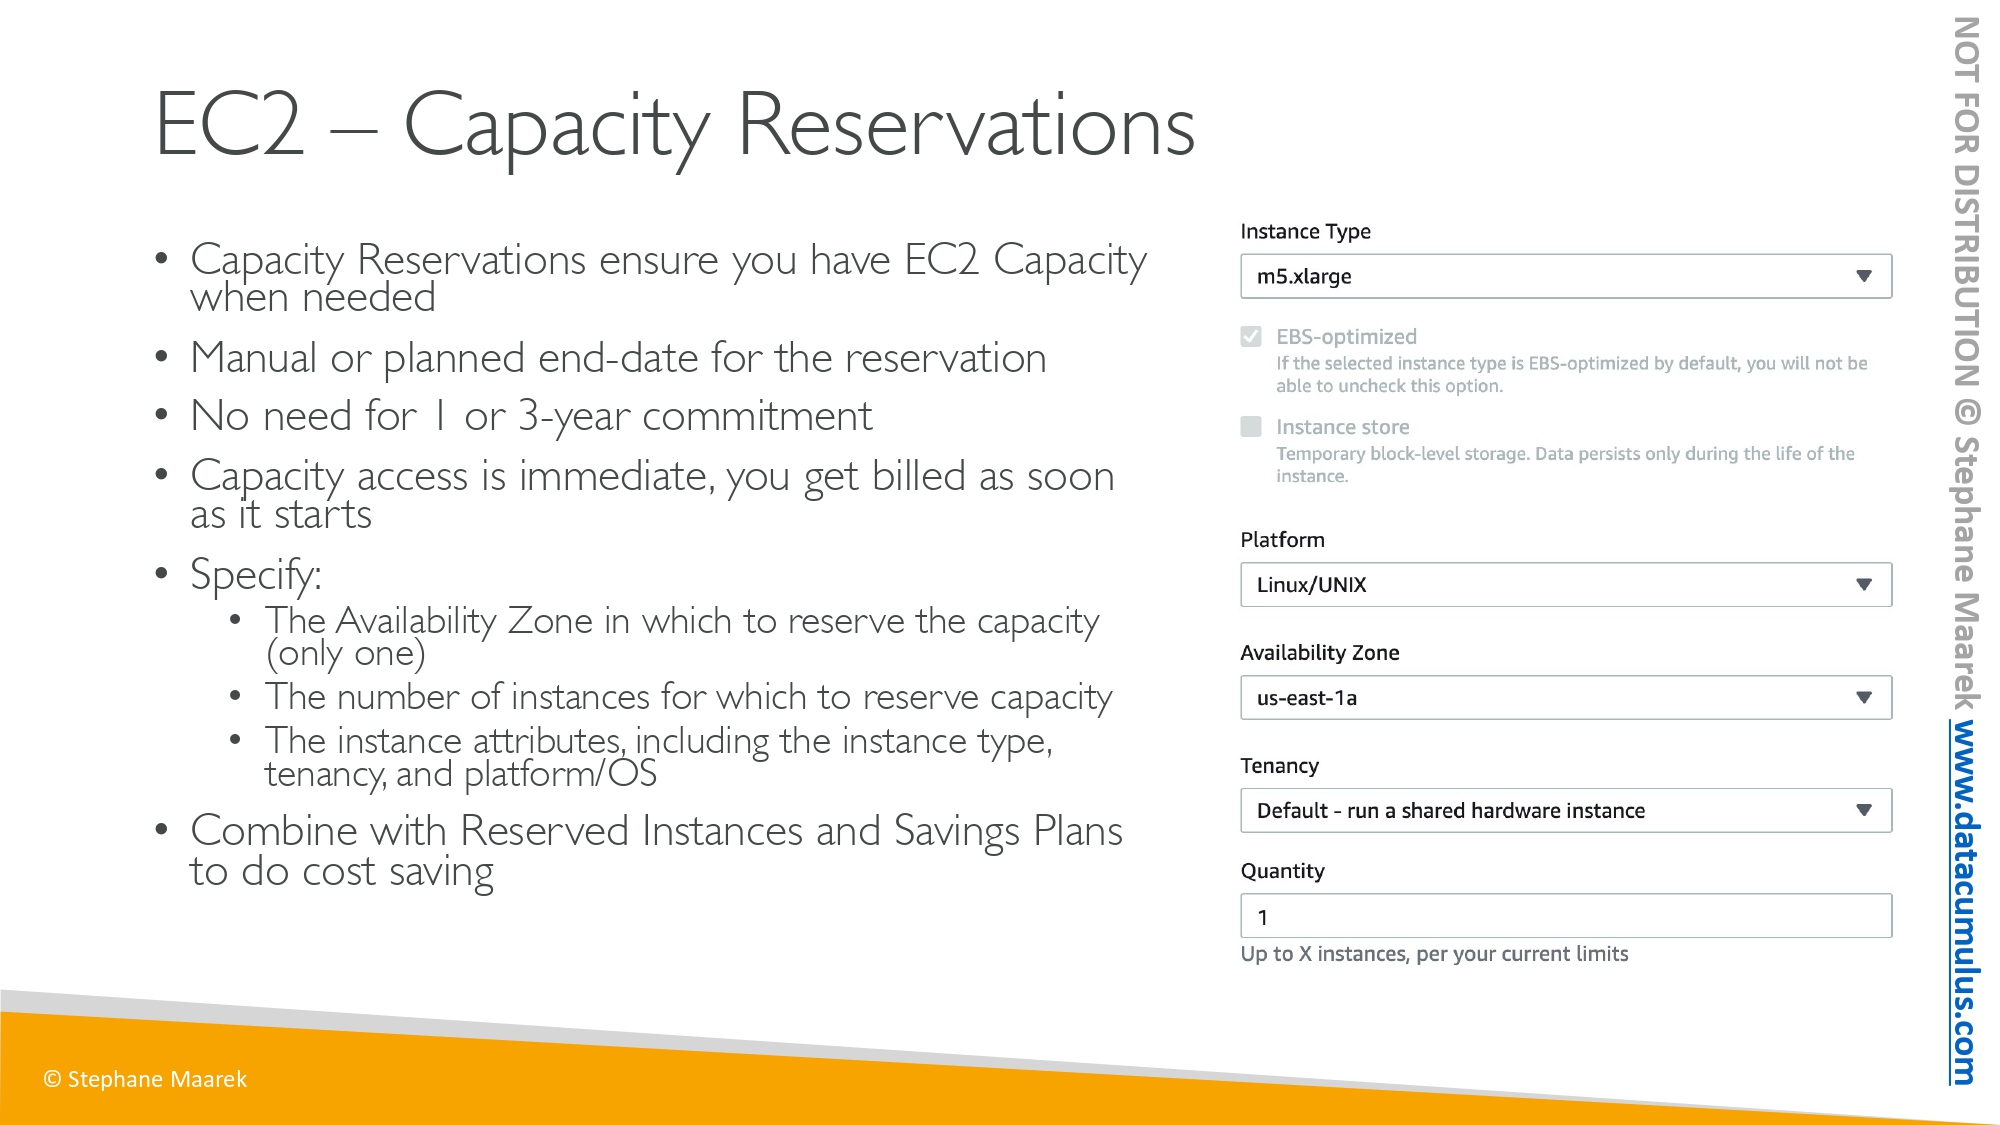 EC2 – Capacity Reservations
• Capacity Reservations ensure you have EC2 Capacity
when needed
• Manual or planned end-date for the reservation
• No need for 1 or 3-year commitment
• Capacity access is immediate, you get billed as soon
as it starts
• Specify:
• The Availability Zone in which to reserve the capacity
(only one)
• The number of instances for which to reserve capacity
• The instance attributes, including the instance type,
tenancy, and platform/OS
• Combine with Reserved Instances and Savings Plans
to do cost saving
Instance Type
m5.xlarge
EBS-optimized
If the selected instance type is EBS-optimized by default, you will not be
able to uncheck this option.
Instance store
Temporary block-level storage. Data persists only during the life of the
instance.
Platform
Linux/UNIX
Availability Zone
us-east-1a
Tenancy
Default - run a shared hardware instance
Quantity
1
Up to X instances, per your current limits
© Stephane Maarek
NOT FOR DISTRIBUTION © Stephane Maarek www.datacumulus.com